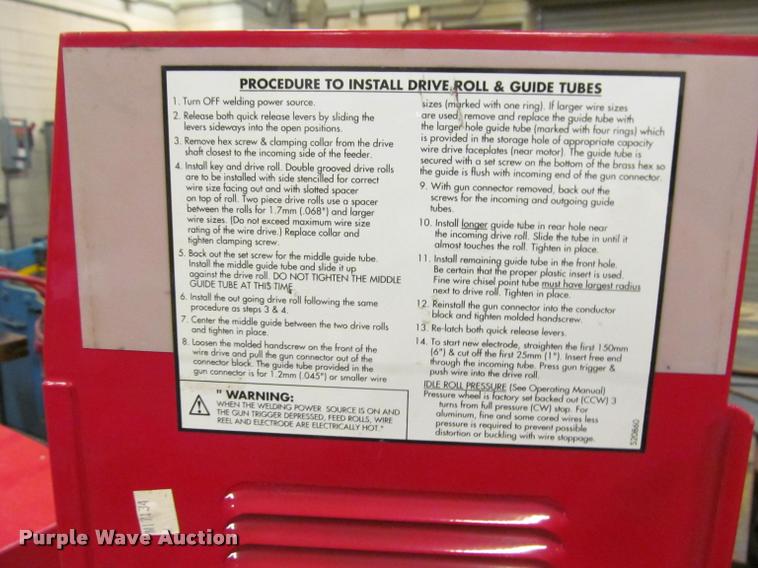 PROCEDURE TO INSTALL DRIVE ROLL & GUIDE TUBES
1. Turn OFF welding power source.
2. Release both quick release levers by sliding the
levers sideways into the open positions.
3. Remove hex screw & clamping collar from the drive
shaft closest to the incoming side of the feeder.
4. Install key and drive roll. Double grooved drive rolls
are to be installed with side stencilled for correct
wire size facing out and with slotted spacer
on top of roll. Two piece drive rolls use a spacer
between the rolls for 1.7mm (.068") and larger
wire sizes. (Do not exceed maximum wire size
rating of the wire drive.) Replace collar and
tighten clamping screw.
5. Back out the set screw for the middle guide tube.
Install the middle guide tube and slide it up
against the drive roll. DO NOT TIGHTEN THE MIDDLE
GUIDE TUBE AT THIS TIME
6. Install the out going drive roll following the same
procedure as steps 3 & 4.
7. Center the middle guide between the two drive rolls
and tighten in place.
8. Loosen the molded handscrew on the front of the
wire drive and pull the gun connector out of the
connector block. The guide tube provided in the
gun connector is for 1.2mm (.045") or smaller wire
" WARNING:
WHEN THE WELDING POWER SOURCE IS ON AND
THE GUN TRIGGER DEPRESSED, FEED ROLLS, WIRE
REEL AND ELECTRODE ARE ELECTRICALLY HOT."
sizes (marked with one ring). If larger wire sizes
are used, remove and replace the guide tube with
the larger hole guide tube (marked with four rings) which
is provided in the storage hole of appropriate capacity
wire drive faceplates (near motor). The guide tube is
secured with a set screw on the bottom of the brass hex so
the guide is flush with incoming end of the gun connector.
9. With gun connector removed, back out the
screws for the incoming and outgoing guide
tubes.
10. Install longer guide tube in rear hole near
the incoming drive roll. Slide the tube in until it
almost touches the roll. Tighten in place.
11. Install remaining guide tube in the front hole.
Be certain that the proper plastic insert is used.
Fine wire chisel point tube must have largest radius
next to drive roll. Tighten in place.
12. Reinstall the gun connector into the conductor
block and tighten molded handscrew.
13. Re-latch both quick release levers.
14. To start new electrode, straighten the first 150mm
(6") & cut off the first 25mm (1"). Insert free end
through the incoming tube. Press gun trigger &
push wire into the drive roll.
IDLE ROLL PRESSURE (See Operating Manual)
Pressure wheel is factory set backed out (CCW) 3
turns from full pressure (CW) stop. For
aluminum, fine and some cored wires less
pressure is required to prevent possible
distortion or buckling with wire stoppage.
S20860
Purple Wave Auction